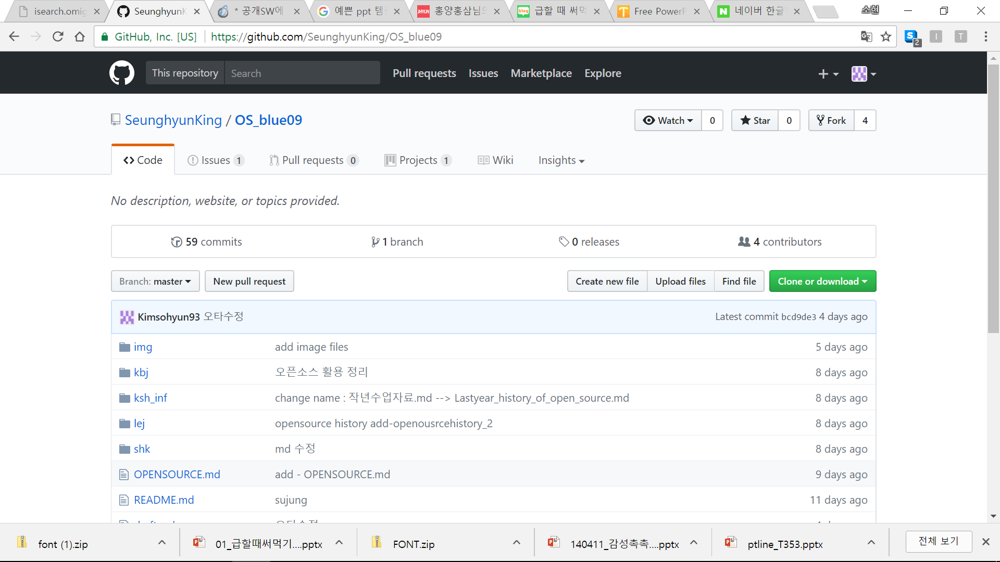 isearch.omig
SeunghyunK
* 공개SW에
예쁜 ppt 템
홍양홍삼님의
급할 때 써먹
Free PowerP
네이버 한글
소현
GitHub, Inc. [US] https://github.com/SeunghyunKing/OS_blue09
2
I
T
This repository Search Pull requests Issues Marketplace Explore
SeunghyunKing / OS_blue09
Watch 0 Star 0 Fork 4
Code Issues 1 Pull requests 0 Projects 1 Wiki Insights
No description, website, or topics provided.
59 commits 1 branch 0 releases 4 contributors
Branch: master New pull request Create new file Upload files Find file Clone or download
Kimsohyun93 오타수정 Latest commit bcd9de3 4 days ago
img add image files 5 days ago
kbj 오픈소스 활용 정리 8 days ago
ksh_inf change name : 작년수업자료.md --> Lastyear_history_of_open_source.md 8 days ago
lej opensource history add-openousrcehistory_2 8 days ago
shk md 수정 8 days ago
OPENSOURCE.md add - OPENSOURCE.md 9 days ago
README.md sujung 11 days ago
font (1).zip 01_급할때써먹기....pptx FONT.zip 140411_감성촉촉....pptx ptline_T353.pptx 전체 보기